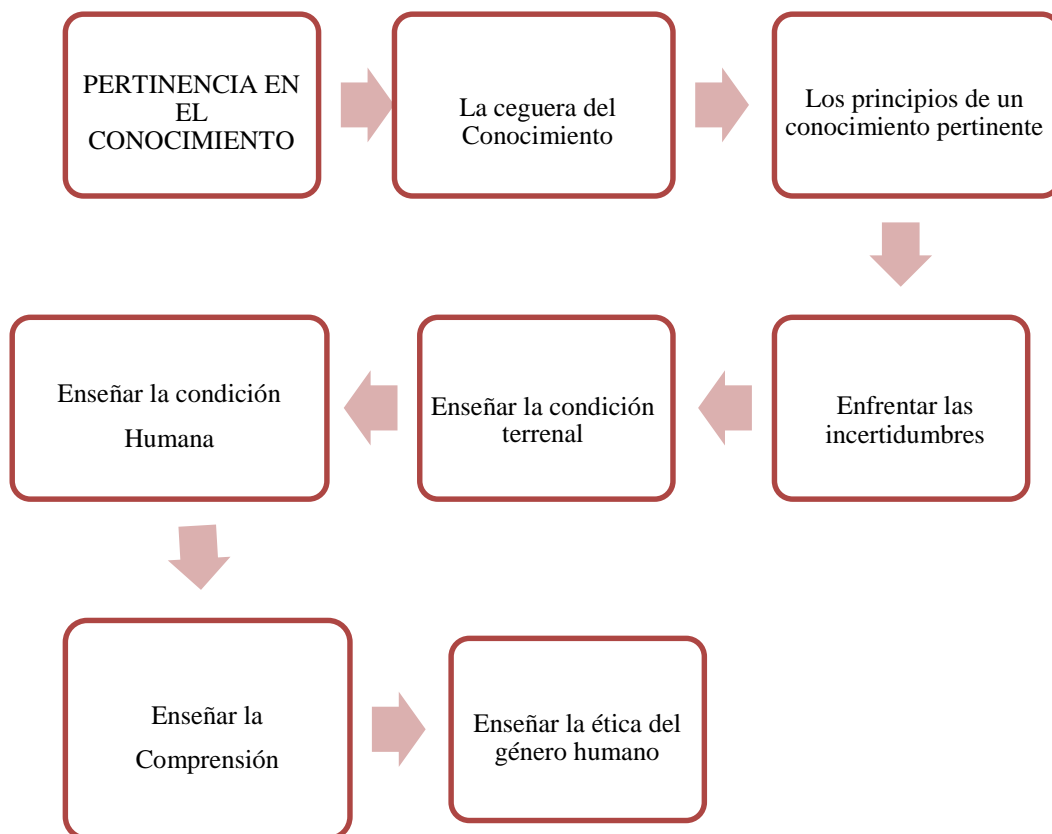 PERTINENCIA EN
EL
CONOCIMIENTO
La ceguera del
Conocimiento
Los principios de un
conocimiento pertinente
Enfrentar las
incertidumbres
Enseñar la condición
terrenal
Enseñar la condición
Humana
Enseñar la
Comprensión
Enseñar la ética del
género humano